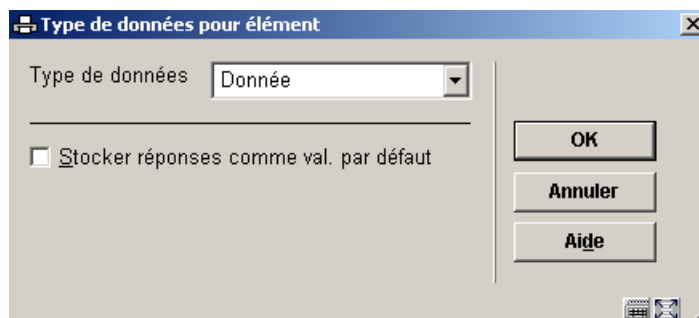 Type de données pour élément
Type de données Donnée
Stocker réponses comme val. par défaut
OK
Annuler
Aide